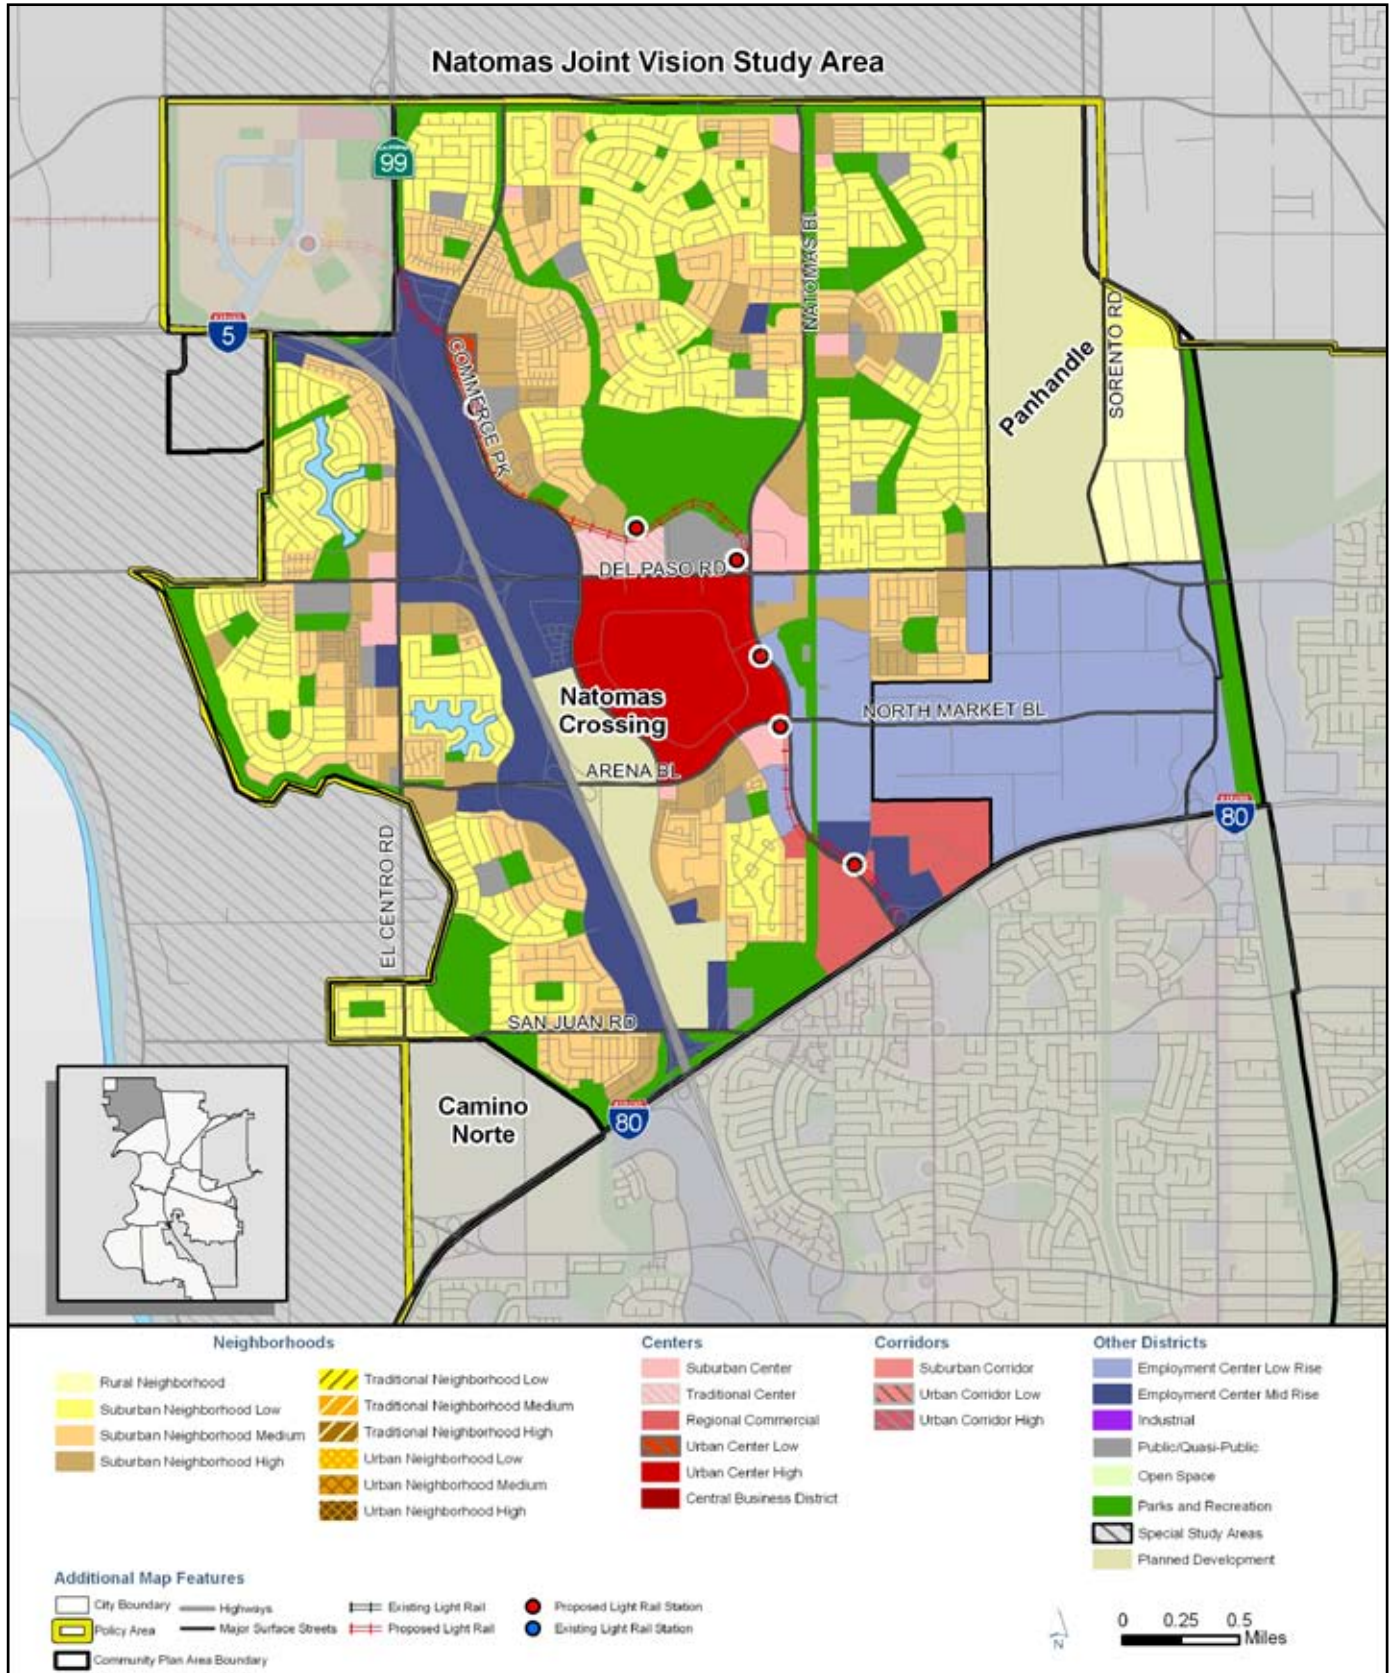 Natomas Joint Vision Study Area
99
5
NATOMAS BL
SORENTO RD
Panhandle
COMMERCE PK
DEL PASO RD
Natomas
Crossing
NORTH MARKET BL
ARENA BL
80
EL CENTRO RD
SAN JUAN RD
Camino
Norte
80
Neighborhoods
Rural Neighborhood
Suburban Neighborhood Low
Suburban Neighborhood Medium
Suburban Neighborhood High
Traditional Neighborhood Low
Traditional Neighborhood Medium
Traditional Neighborhood High
Urban Neighborhood Low
Urban Neighborhood Medium
Urban Neighborhood High
Centers
Suburban Center
Traditional Center
Regional Commercial
Urban Center Low
Urban Center High
Central Business District
Corridors
Suburban Corridor
Urban Corridor Low
Urban Corridor High
Other Districts
Employment Center Low Rise
Employment Center Mid Rise
Industrial
Public/Quasi-Public
Open Space
Parks and Recreation
Special Study Areas
Planned Development
Additional Map Features
City Boundary
Policy Area
Community Plan Area Boundary
Highways
Major Surface Streets
Existing Light Rail
Proposed Light Rail
Proposed Light Rail Station
Existing Light Rail Station
N
0 0.25 0.5
Miles